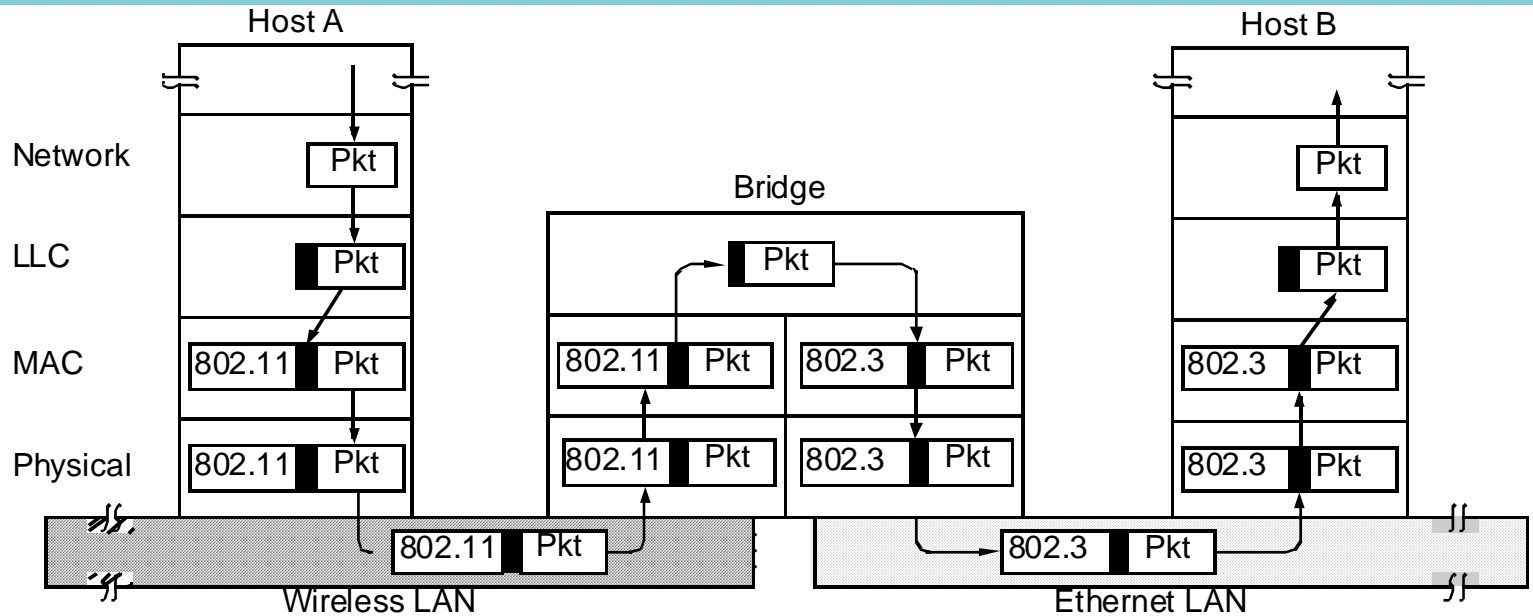 Host A
Host B
Network
Pkt
Pkt
Bridge
LLC
Pkt
Pkt
Pkt
MAC
802.11 Pkt
802.11 Pkt
802.3 Pkt
802.3 Pkt
Physical
802.11 Pkt
802.11 Pkt
802.3 Pkt
802.3 Pkt
802.11 Pkt
802.3 Pkt
Wireless LAN
Ethernet LAN